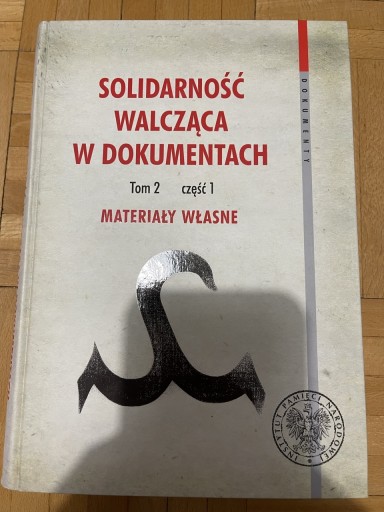 SOLIDARNOŚĆ
WALCZĄCA
W DOKUMENTACH
Tom 2 część 1
MATERIAŁY WŁASNE
DOKUMENTY
INSTYTUT PAMIĘCI NARODOWEJ